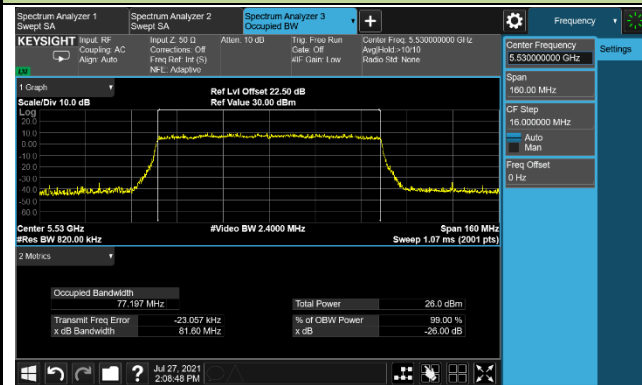 Spectrum Analyzer 1
Swept SA
Spectrum Analyzer 2
Swept SA
Spectrum Analyzer 3
Occupied BW
Frequency
KEYSIGHT
Input: RF
Coupling: AC
Align: Auto
Input Z: 50 Ω
Corrections: Off
Freq Ref: Int (S)
NFE: Adaptive
Atten: 10 dB
Trig: Free Run
Gate: Off
#IF Gain: Low
Center Freq: 5.530000000 GHz
Avg|Hold:>10/10
Radio Std: None
Center Frequency
5.530000000 GHz
Settings
Span
160.00 MHz
CF Step
16.000000 MHz
Auto
Man
Freq Offset
0 Hz
1 Graph
Scale/Div 10.0 dB
Ref Lvl Offset 22.50 dB
Ref Value 30.00 dBm
Log
20.0
10.0
0.00
-10.0
-20.0
-30.0
-40.0
-50.0
-60.0
Center 5.53 GHz
#Res BW 820.00 kHz
#Video BW 2.4000 MHz
Span 160 MHz
Sweep 1.07 ms (2001 pts)
2 Metrics
Occupied Bandwidth
77.197 MHz
Total Power 26.0 dBm
Transmit Freq Error -23.057 kHz
% of OBW Power 99.00 %
x dB Bandwidth 81.60 MHz
x dB -26.00 dB
?
Jul 27, 2021
2:08:48 PM